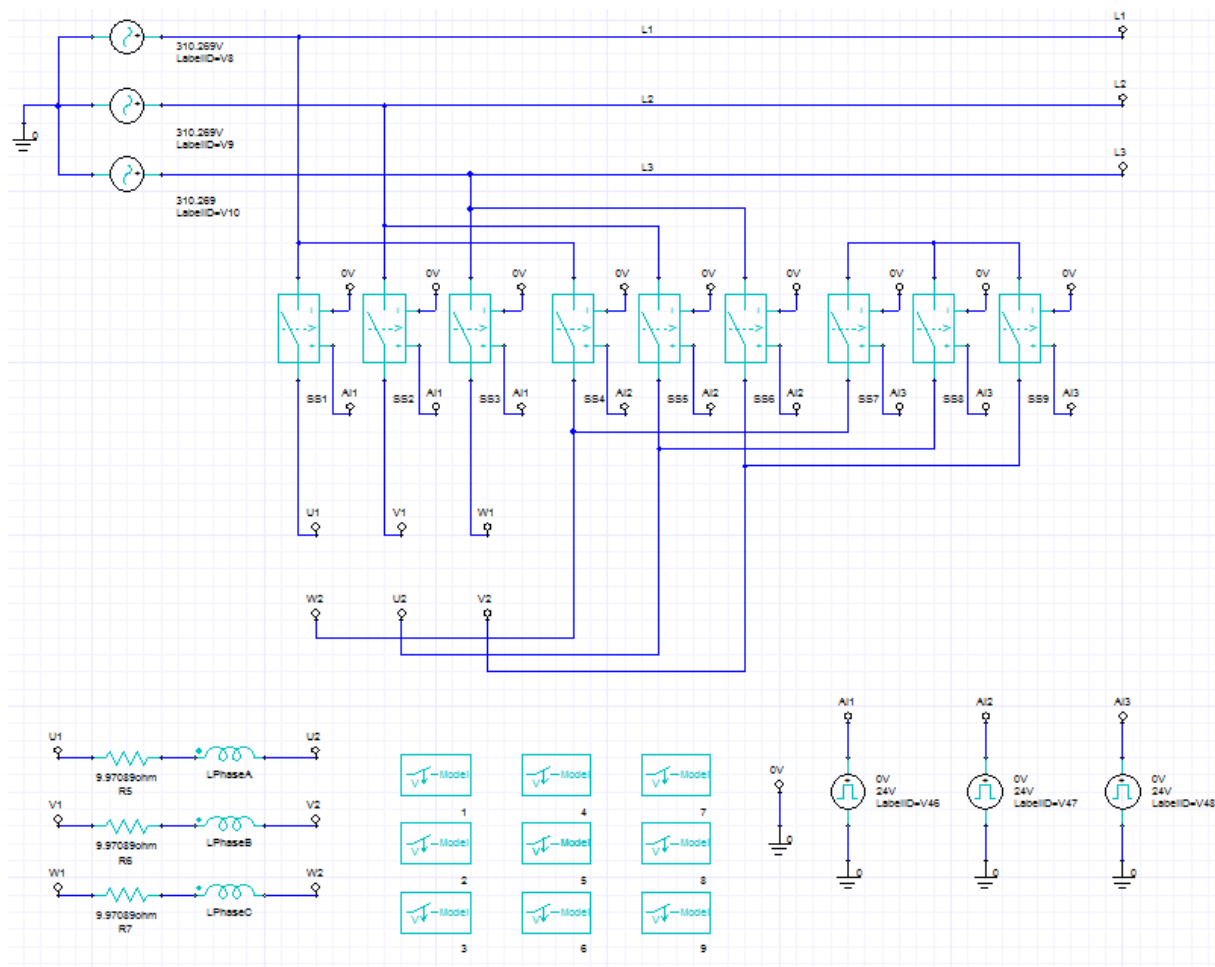 L1
L1
310.269V
LabelID=V8
L2
L2
310.269V
LabelID=V9
L3
L3
310.269
LabelID=V10
0
0V 0V 0V 0V 0V 0V 0V 0V 0V
SS1 AI1 SS2 AI1 SS3 AI1 SS4 AI2 SS5 AI2 SS6 AI2 SS7 AI3 SS8 AI3 SS9 AI3
U1 V1 W1
W2 U2 V2
AI1 AI2 AI3
U1 U2
9.97089ohm LPhaseA
R5
V1 V2
9.97089ohm LPhaseB
R6
W1 W2
9.97089ohm LPhaseC
R7
Model Model Model
1 4 7
Model Model Model
2 5 8
Model Model Model
3 6 9
0V
0
0V
24V
LabelID=V46
0
0V
24V
LabelID=V47
0
0V
24V
LabelID=V48
0